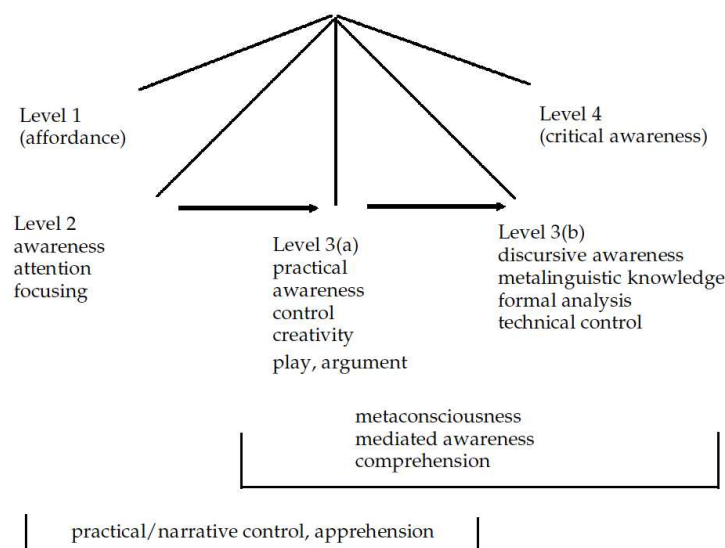 Level 1
(affordance)
Level 4
(critical awareness)
Level 2
awareness
attention
focusing
Level 3(a)
practical
awareness
control
creativity
play, argument
Level 3(b)
discursive awareness
metalinguistic knowledge
formal analysis
technical control
metaconsciousness
mediated awareness
comprehension
practical/narrative control, apprehension